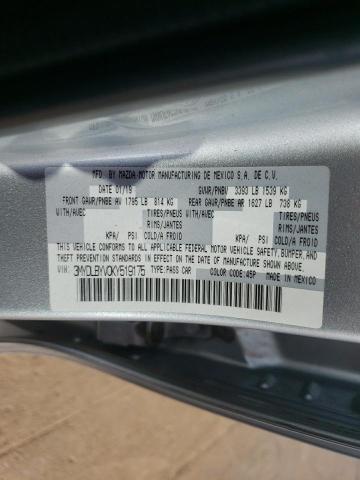 MFD. BY MAZDA MOTOR MANUFACTURING DE MEXICO S.A. DE C.V.
DATE: 01/19 GVWR/PNBV 3393 LB 1539 KG
FRONT GAWR/PNBE AV 1795 LB 814 KG REAR GAWR/PNBE AR 1627 LB 738 KG
WITH/AVEC TIRES/PNEUS WITH/AVEC TIRES/PNEUS
RIMS/JANTES RIMS/JANTES
KPA/ PSI COLD/A FROID KPA/ PSI COLD/A FROID
THIS VEHICLE CONFORMS TO ALL APPLICABLE FEDERAL MOTOR VEHICLE SAFETY, BUMPER, AND
THEFT PREVENTION STANDARDS IN EFFECT ON THE DATE OF MANUFACTURE SHOWN ABOVE.
VIN: TYPE: PASS CAR COLOR CODE: 45P MADE IN MEXICO